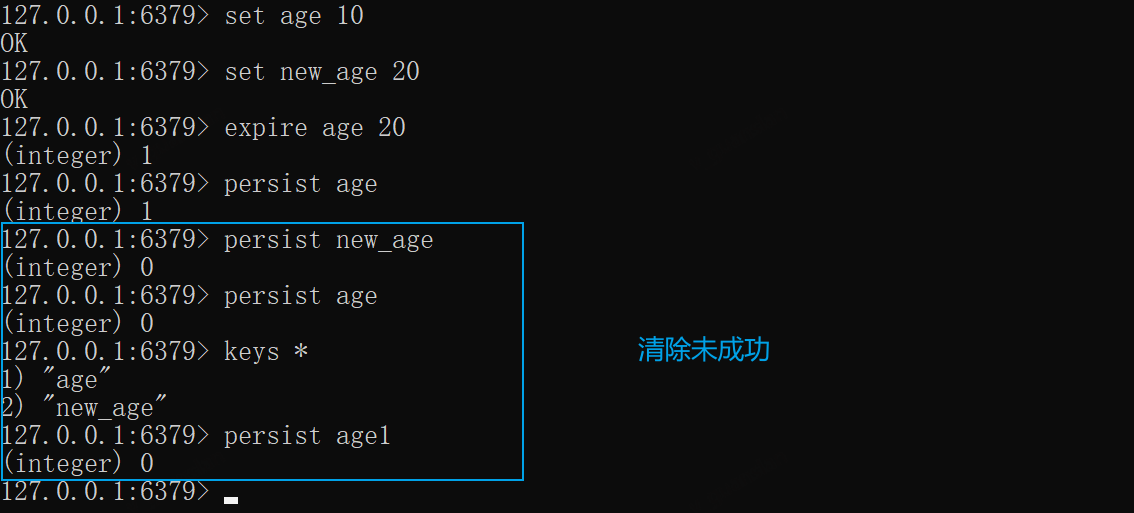 127.0.0.1:6379> set age 10
OK
127.0.0.1:6379> set new_age 20
OK
127.0.0.1:6379> expire age 20
(integer) 1
127.0.0.1:6379> persist age
(integer) 1
127.0.0.1:6379> persist new_age
(integer) 0
127.0.0.1:6379> persist age
(integer) 0
127.0.0.1:6379> keys *
清除未成功
1) "age"
2) "new_age"
127.0.0.1:6379> persist age1
(integer) 0
127.0.0.1:6379>